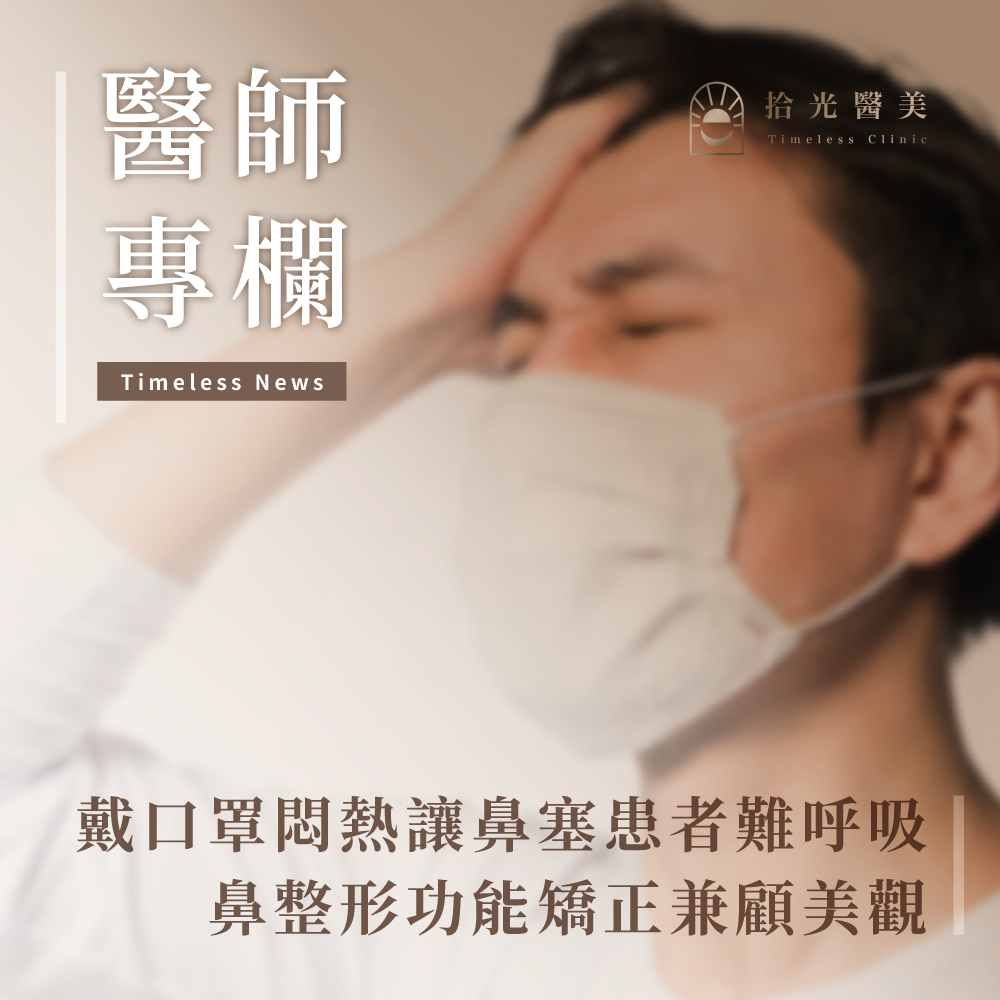 醫師
專欄
Timeless News
拾光醫美
Timeless Clinic
戴口罩悶熱讓鼻塞患者難呼吸
鼻整形功能矯正兼顧美觀